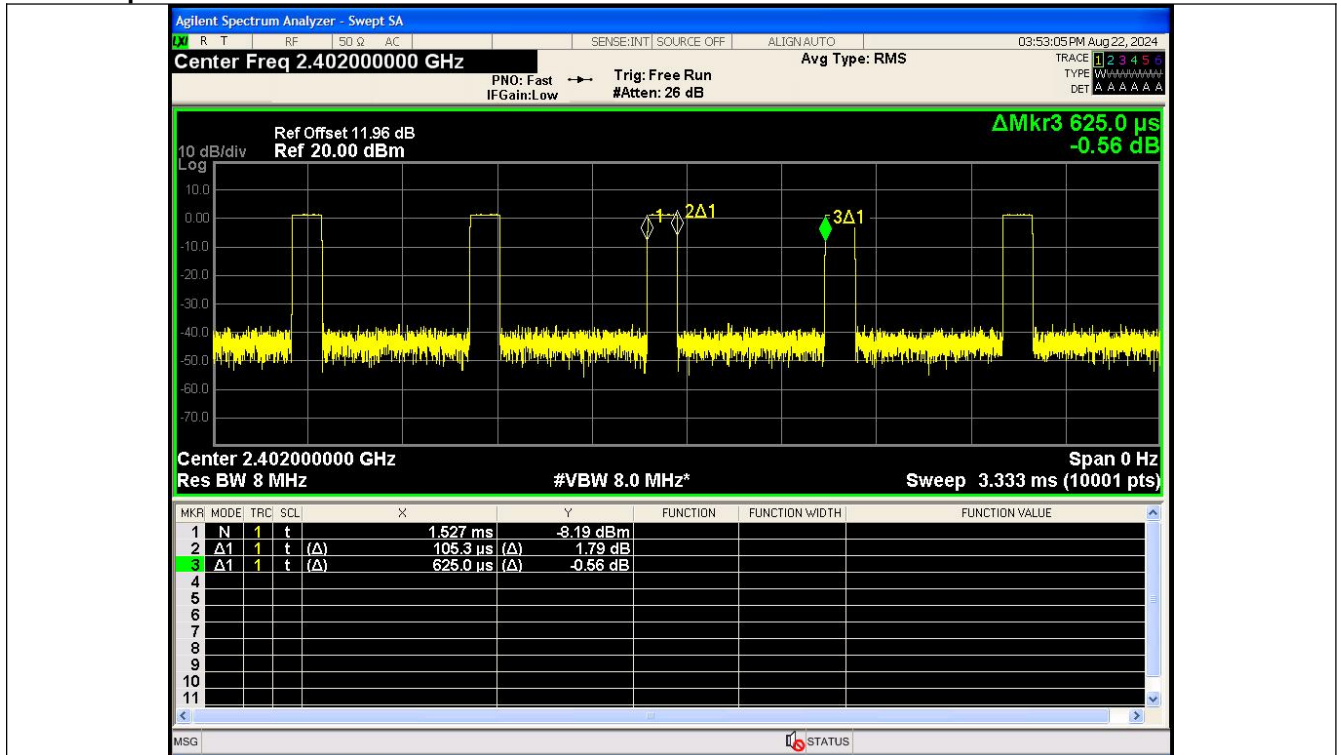 Agilent Spectrum Analyzer - Swept SA
LXI R T RF 50 Ω AC SENSE:INT SOURCE OFF ALIGN AUTO 03:53:05 PM Aug 22, 2024
Center Freq 2.402000000 GHz
Avg Type: RMS
TRACE 1 2 3 4 5 6
PNO: Fast Trig: Free Run
TYPE WWWWWW
IFGain:Low #Atten: 26 dB
DET A A A A A A
ΔMkr3 625.0 µs
-0.56 dB
Ref Offset 11.96 dB
10 dB/div Ref 20.00 dBm
Log
10.0
0.00
-10.0
-20.0
-30.0
-40.0
-50.0
-60.0
-70.0
1 2Δ1 3Δ1
Center 2.402000000 GHz Span 0 Hz
Res BW 8 MHz #VBW 8.0 MHz* Sweep 3.333 ms (10001 pts)
MKR MODE TRC SCL X Y FUNCTION FUNCTION WIDTH FUNCTION VALUE
1 N 1 t 1.527 ms -8.19 dBm
2 Δ1 1 t (Δ) 105.3 µs (Δ) 1.79 dB
3 Δ1 1 t (Δ) 625.0 µs (Δ) -0.56 dB
4
5
6
7
8
9
10
11
MSG STATUS